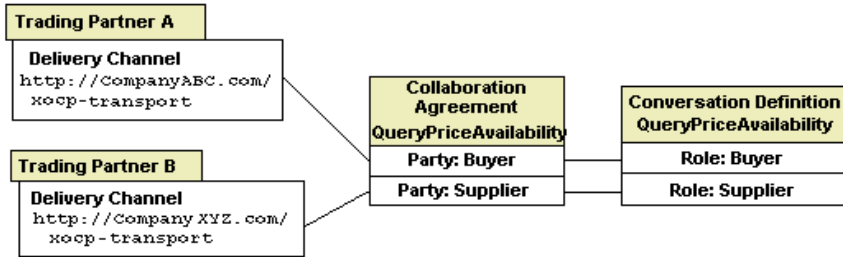 Trading Partner A
Delivery Channel
http://CompanyABC.com/
xocp-transport
Trading Partner B
Delivery Channel
http://Company XYZ.com/
xocp-transport
Collaboration
Agreement
QueryPriceAvailability
Party: Buyer
Party: Supplier
Conversation Definition
QueryPriceAvailability
Role: Buyer
Role: Supplier